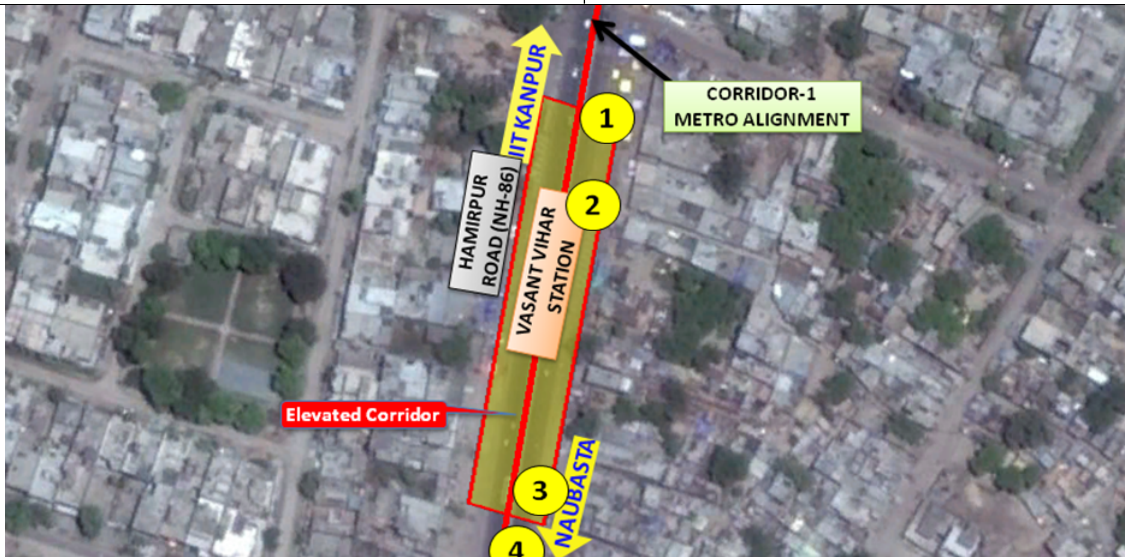 CORRIDOR-1
METRO ALIGNMENT
IIT KANPUR
1
HAMIRPUR
ROAD (NH-86)
2
VASANT VIHAR
STATION
Elevated Corridor
3
NAUBASTA
4